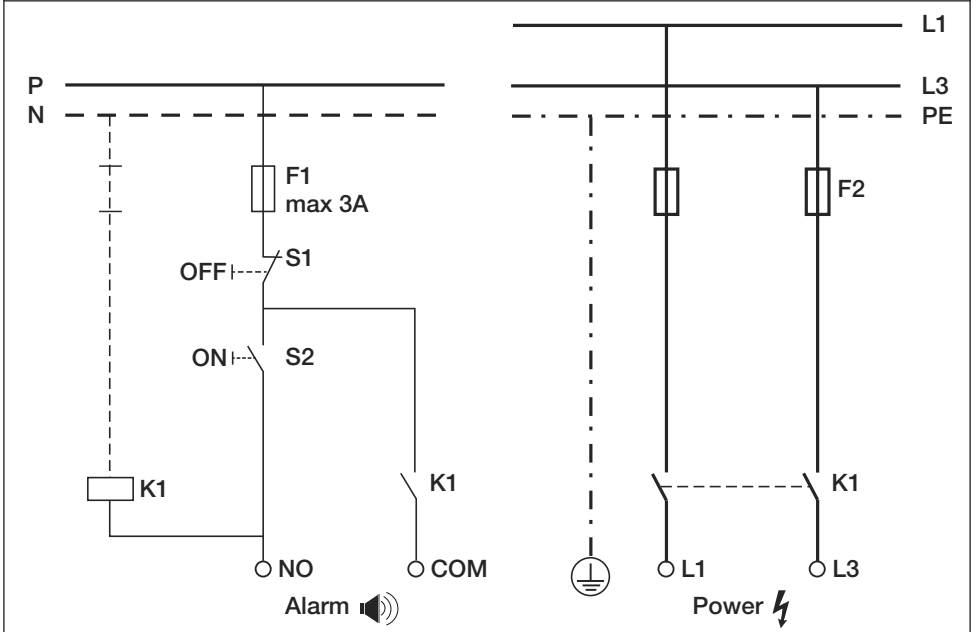 P
N
F1
max 3A
OFF
S1
ON
S2
K1
K1
NO
COM
Alarm
L1
L3
PE
F2
K1
L1
L3
Power